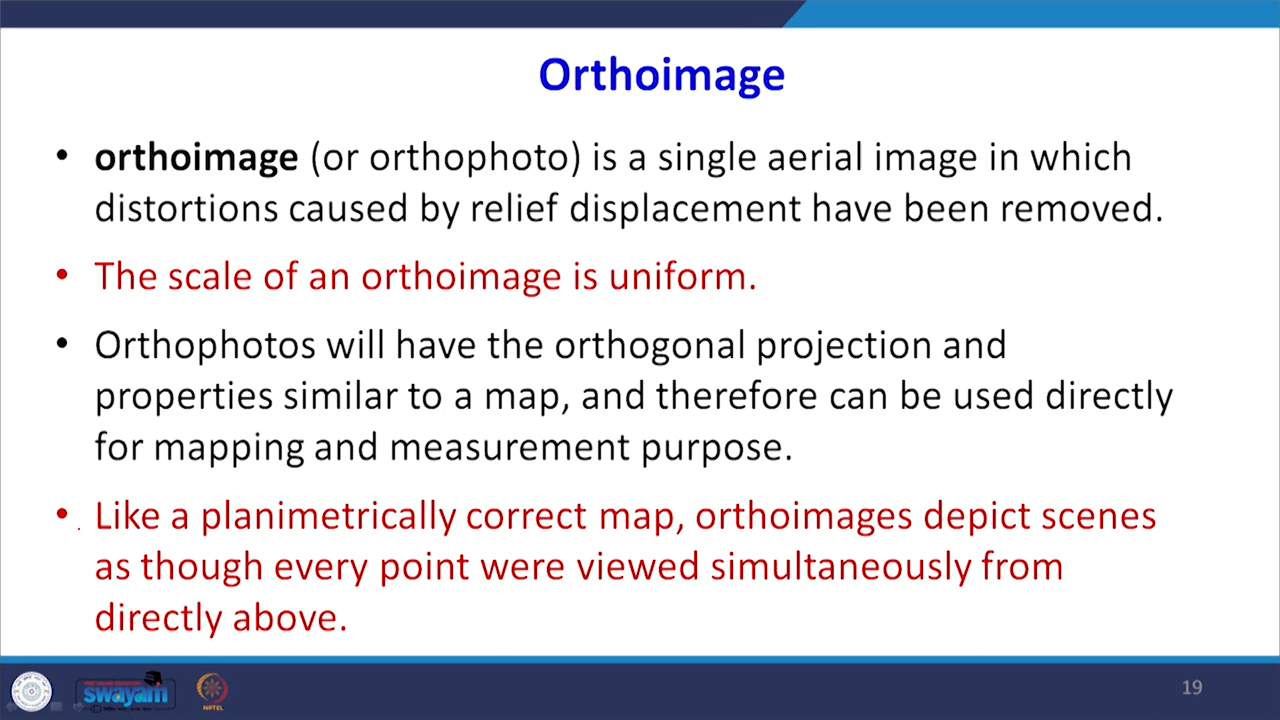 Orthoimage
• orthoimage (or orthophoto) is a single aerial image in which
distortions caused by relief displacement have been removed.
• The scale of an orthoimage is uniform.
• Orthophotos will have the orthogonal projection and
properties similar to a map, and therefore can be used directly
for mapping and measurement purpose.
• Like a planimetrically correct map, orthoimages depict scenes
as though every point were viewed simultaneously from
directly above.
swayam
NPTEL
19